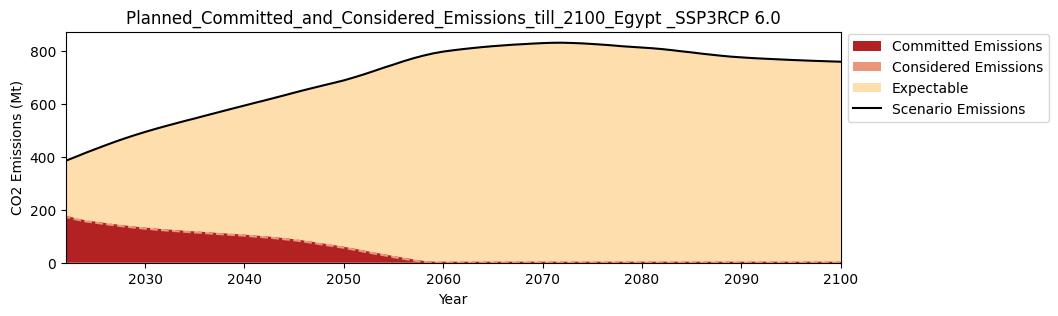 Planned_Committed_and_Considered_Emissions_till_2100_Egypt _SSP3RCP 6.0
CO2 Emissions (Mt)
800
600
400
200
0
2030 2040 2050 2060 2070 2080 2090 2100
Year
Committed Emissions
Considered Emissions
Expectable
Scenario Emissions